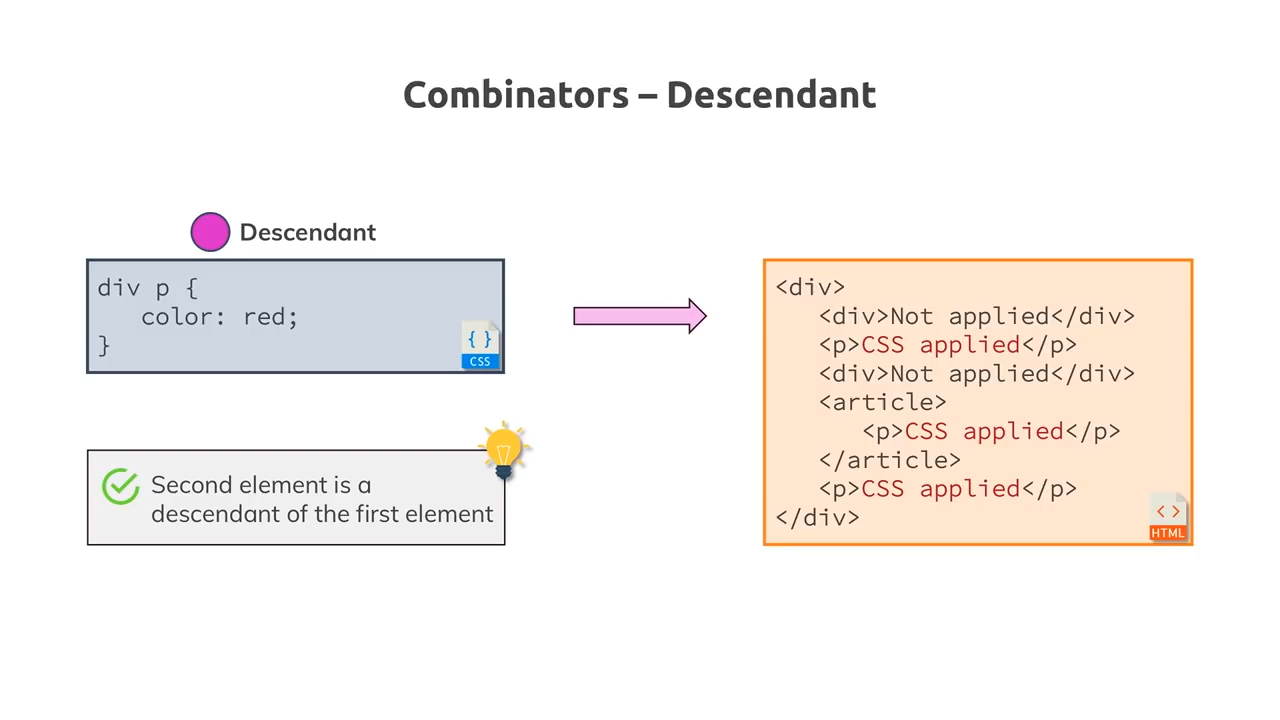 Combinators – Descendant
Descendant
div p {
   color: red;
}
{ }
CSS
Second element is a
descendant of the first element
<div>
   <div>Not applied</div>
   <p>CSS applied</p>
   <div>Not applied</div>
   <article>
      <p>CSS applied</p>
   </article>
   <p>CSS applied</p>
</div>
< >
HTML